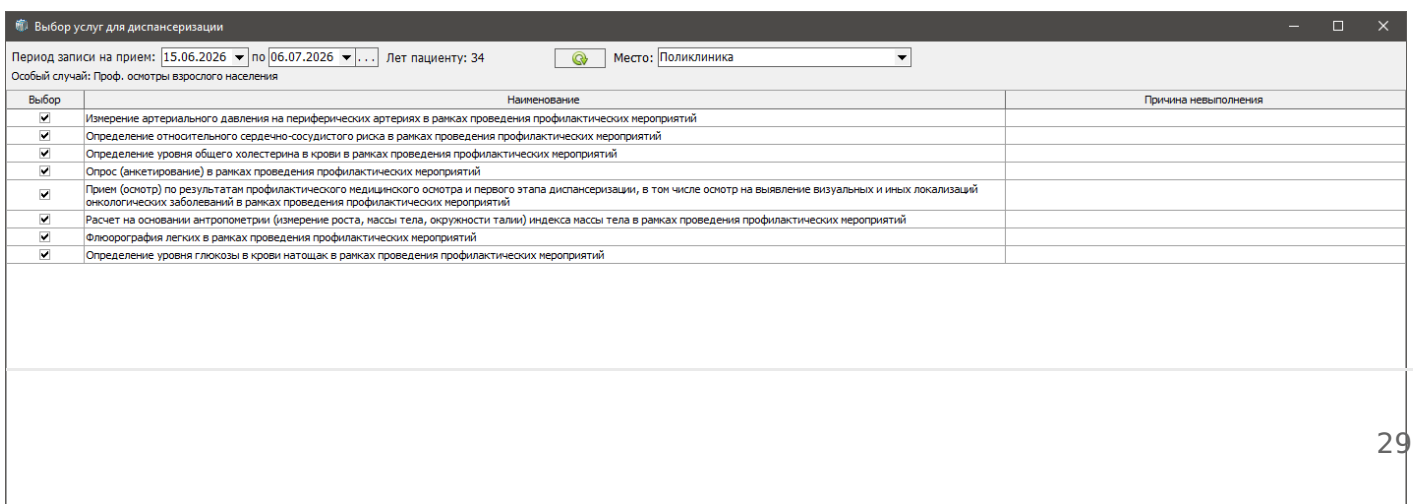 Выбор услуг для диспансеризации
Период записи на прием: 15.06.2026 по 06.07.2026 ... Лет пациенту: 34 Место: Поликлиника
Особый случай: Проф. осмотры взрослого населения
Выбор Наименование Причина невыполнения
Измерение артериального давления на периферических артериях в рамках проведения профилактических мероприятий
Определение относительного сердечно-сосудистого риска в рамках проведения профилактических мероприятий
Определение уровня общего холестерина в крови в рамках проведения профилактических мероприятий
Опрос (анкетирование) в рамках проведения профилактических мероприятий
Прием (осмотр) по результатам профилактического медицинского осмотра и первого этапа диспансеризации, в том числе осмотр на выявление визуальных и иных локализаций
онкологических заболеваний в рамках проведения профилактических мероприятий
Расчет на основании антропометрии (измерение роста, массы тела, окружности талии) индекса массы тела в рамках проведения профилактических мероприятий
Флюорография легких в рамках проведения профилактических мероприятий
Определение уровня глюкозы в крови натощак в рамках проведения профилактических мероприятий
29